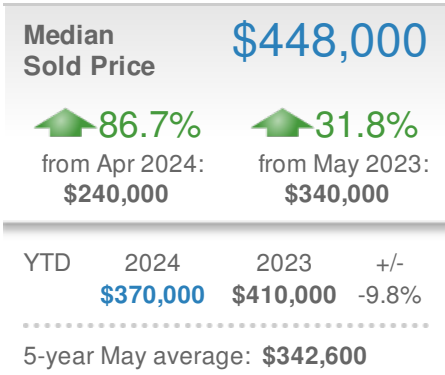 Median $448,000
Sold Price
86.7% 31.8%
from Apr 2024: from May 2023:
$240,000 $340,000
YTD 2024 2023 +/-
$370,000 $410,000 -9.8%
5-year May average: $342,600